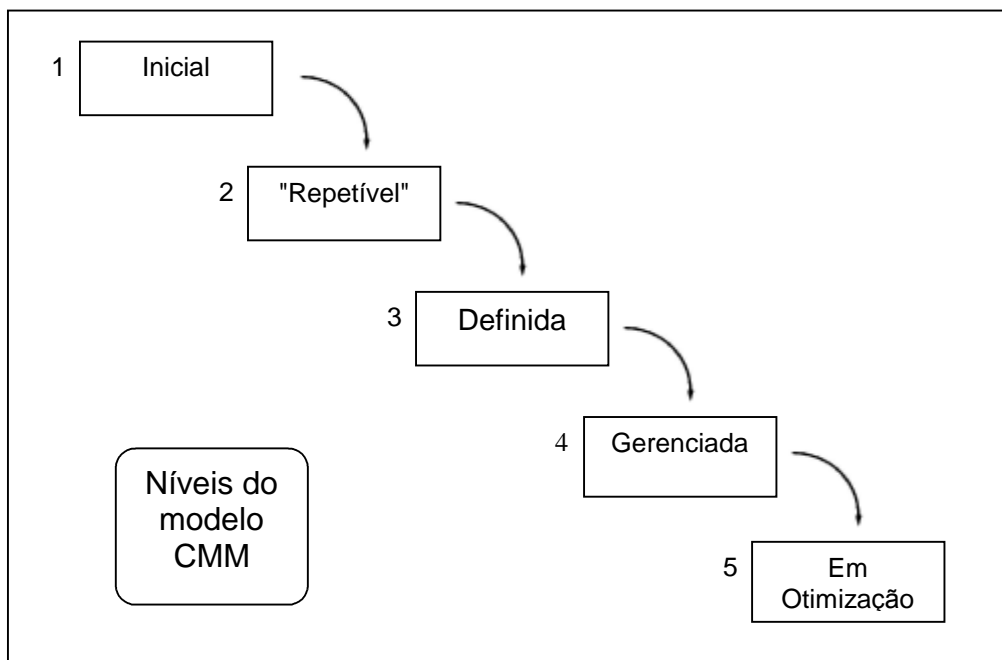 1 Inicial
2 "Repetível"
3 Definida
4 Gerenciada
5 Em
Otimização
Níveis do
modelo
CMM